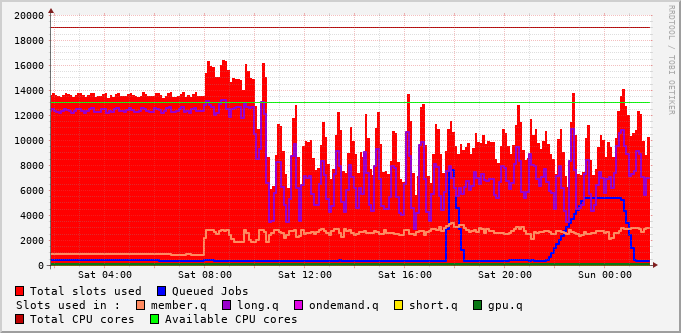 20000
18000
16000
14000
12000
10000
8000
6000
4000
2000
0
Sat 04:00 Sat 08:00 Sat 12:00 Sat 16:00 Sat 20:00 Sun 00:00
Total slots used Queued Jobs
Slots used in : member.q long.q ondemand.q short.q gpu.q
Total CPU cores Available CPU cores
RRDTOOL / TOBI OETIKER